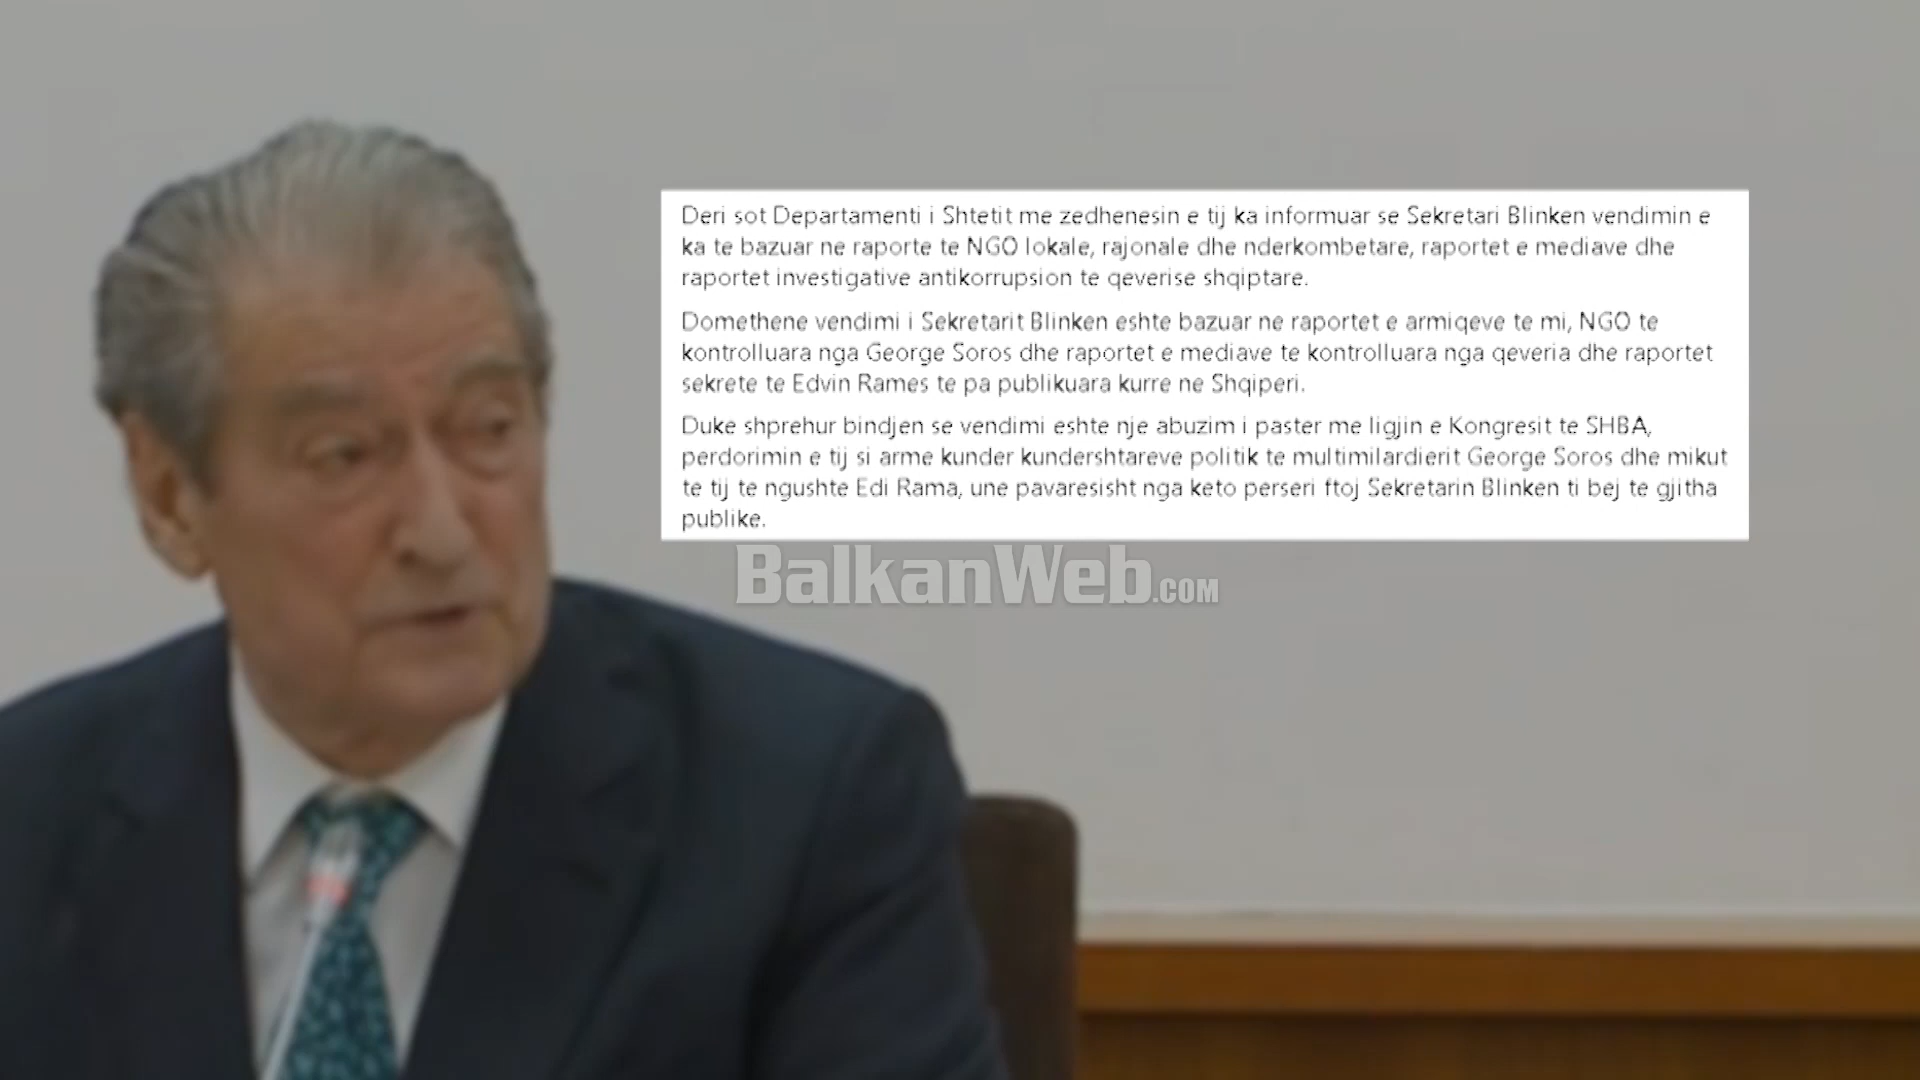 Deri sot Departamenti i Shtetit me zedhenesin e tij ka informuar se Sekretari Blinken vendimin e
ka te bazuar ne raporte te NGO lokale, rajonale dhe nderkombetare, raportet e mediave dhe
raportet investigative antikorrupsion te qeverise shqiptare.
Domethene vendimi i Sekretarit Blinken eshte bazuar ne raportet e armiqeve te mi, NGO te
kontrolluara nga George Soros dhe raportet e mediave te kontrolluara nga qeveria dhe raportet
sekrete te Edvin Rames te pa publikuara kurre ne Shqiperi.
Duke shprehur bindjen se vendimi eshte nje abuzim i paster me ligjin e Kongresit te SHBA,
perdorimin e tij si arme kunder kundershtareve politik te multimilardierit George Soros dhe mikut
te tij te ngushte Edi Rama, une pavaresisht nga keto perseri ftoj Sekretarin Blinken ti bej te gjitha
publike.
BalkanWeb.COM